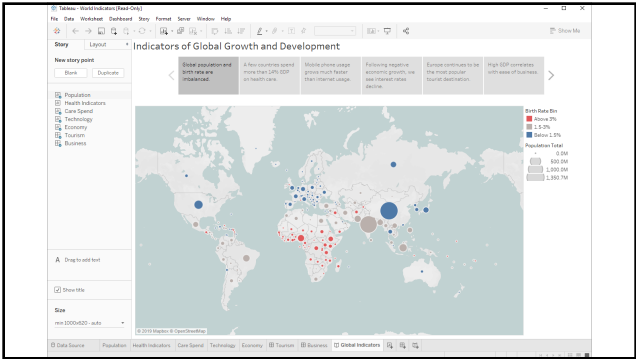 Tableau - World Indicators [Read-Only]
File Data Worksheet Dashboard Story Format Server Window Help
Show Me
Story Layout
Indicators of Global Growth and Development
New story point
Blank Duplicate
Global population and
birth rate are
imbalanced.
A few countries spend
more than 14% GDP
on health care.
Mobile phone usage
grows much faster
than internet usage.
Following negative
economic growth, we
see interest rates
decline.
Europe continues to be
the most popular
tourist destination.
High GDP correlates
with ease of business
Population
Health Indicators
Care Spend
Technology
Economy
Tourism
Business
Birth Rate Bin
Above 3%
1.5-3%
Below 1.5%
Population Total
0.0M
500.0M
1,000.0M
1,350.7M
A Drag to add text
Show title
Size
min 1000x620 - auto
© 2019 Mapbox © OpenStreetMap
Data Source Population Health Indicators Care Spend Technology Economy Tourism Business Global Indicators